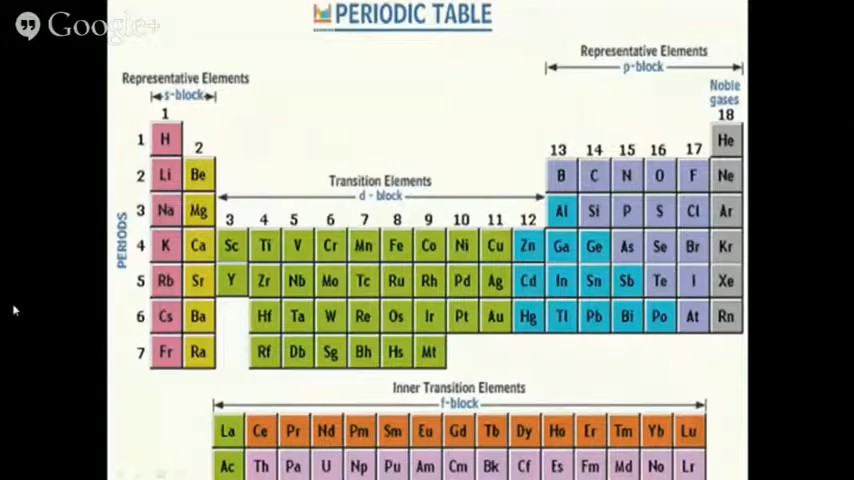 Google+
PERIODIC TABLE
Representative Elements
p-block
Representative Elements
s-block
Noble
gases
1 18
1 H He
2 13 14 15 16 17
2 Li Be B C N O F Ne
Transition Elements
d - block
3 Na Mg 3 4 5 6 7 8 9 10 11 12 Al Si P S Cl Ar
PERIODS
4 K Ca Sc Ti V Cr Mn Fe Co Ni Cu Zn Ga Ge As Se Br Kr
5 Rb Sr Y Zr Nb Mo Tc Ru Rh Pd Ag Cd In Sn Sb Te I Xe
6 Cs Ba Hf Ta W Re Os Ir Pt Au Hg Tl Pb Bi Po At Rn
7 Fr Ra Rf Db Sg Bh Hs Mt
Inner Transition Elements
f-block
La Ce Pr Nd Pm Sm Eu Gd Tb Dy Ho Er Tm Yb Lu
Ac Th Pa U Np Pu Am Cm Bk Cf Es Fm Md No Lr